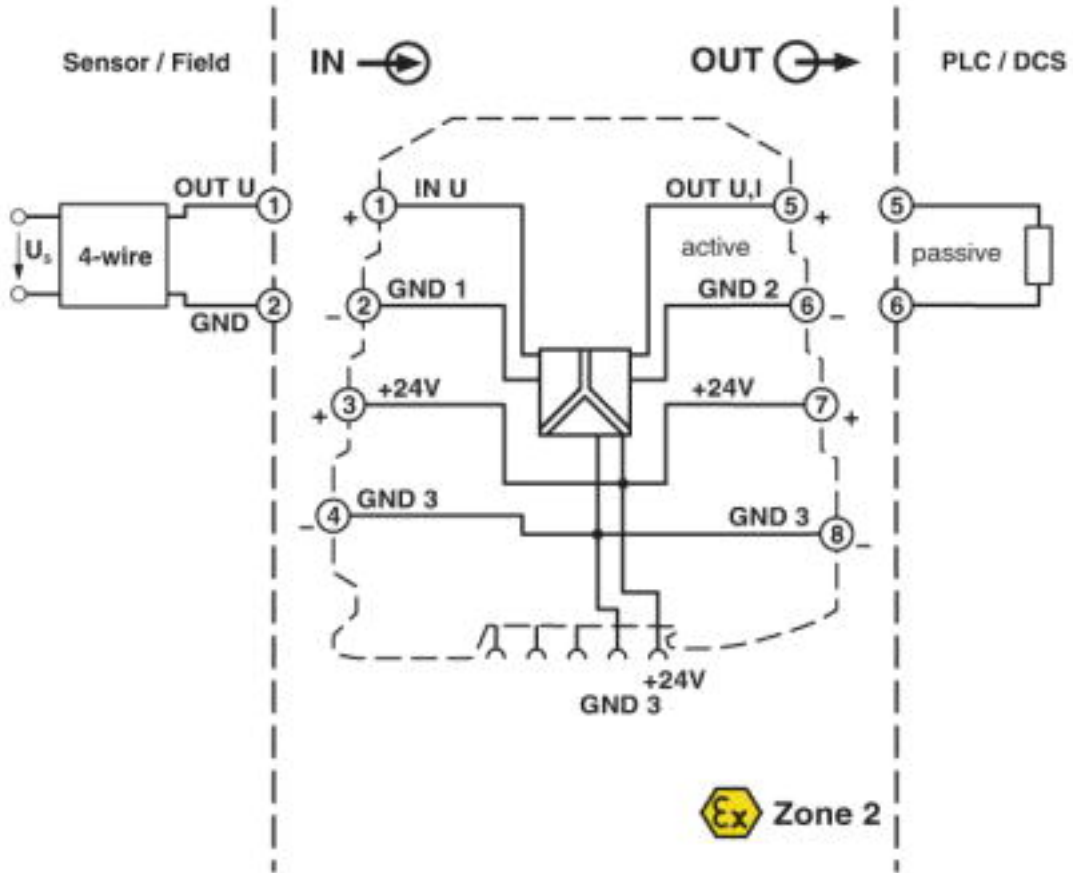 Sensor / Field
IN
OUT
PLC / DCS
OUT U
1
1
IN U
OUT U,I
5
5
+
+
Us
4-wire
active
passive
GND
2
2
GND 1
GND 2
6
6
–
–
3
+24V
+24V
7
+
+
4
GND 3
GND 3
8
–
–
+24V
GND 3
Ex
Zone 2